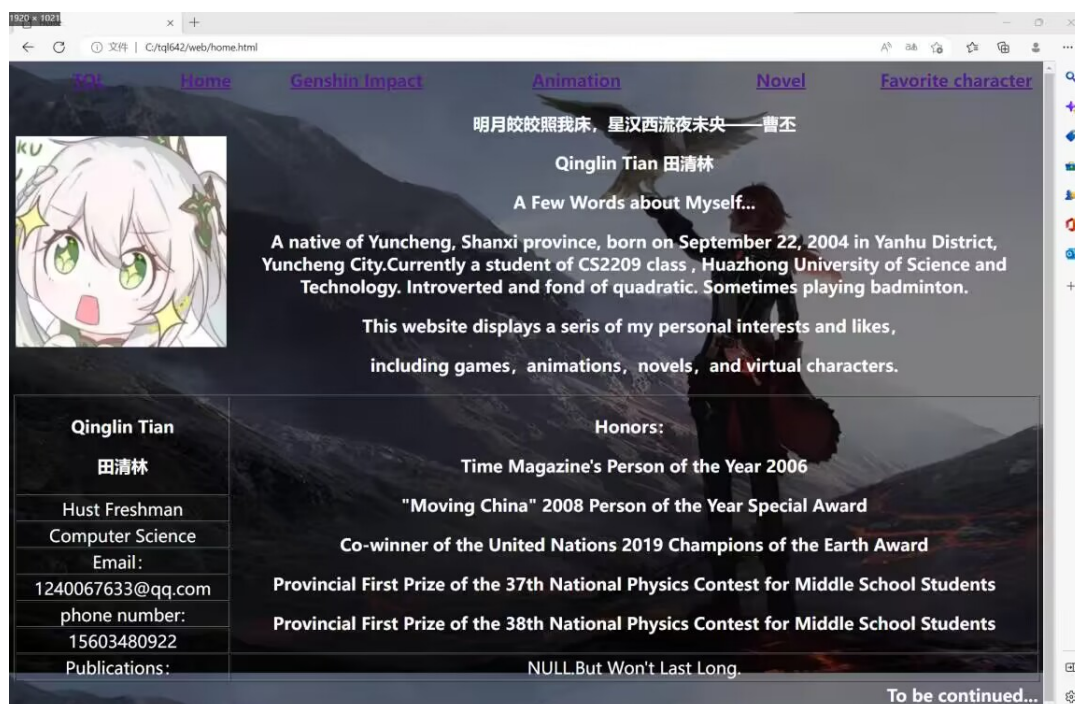 1920 × 1021
文件 | C:/tql642/web/home.html
TQL Home Genshin Impact Animation Novel Favorite character
明月皎皎照我床，星汉西流夜未央——曹丕
KU
Qinglin Tian 田清林
A Few Words about Myself...
A native of Yuncheng, Shanxi province, born on September 22, 2004 in Yanhu District,
Yuncheng City.Currently a student of CS2209 class , Huazhong University of Science and
Technology. Introverted and fond of quadratic. Sometimes playing badminton.
This website displays a seris of my personal interests and likes，
including games，animations，novels，and virtual characters.
Qinglin Tian
田清林
Hust Freshman
Computer Science
Email：
1240067633@qq.com
phone number:
15603480922
Honors：
Time Magazine's Person of the Year 2006
"Moving China" 2008 Person of the Year Special Award
Co-winner of the United Nations 2019 Champions of the Earth Award
Provincial First Prize of the 37th National Physics Contest for Middle School Students
Provincial First Prize of the 38th National Physics Contest for Middle School Students
Publications： NULL.But Won't Last Long.
To be continued...